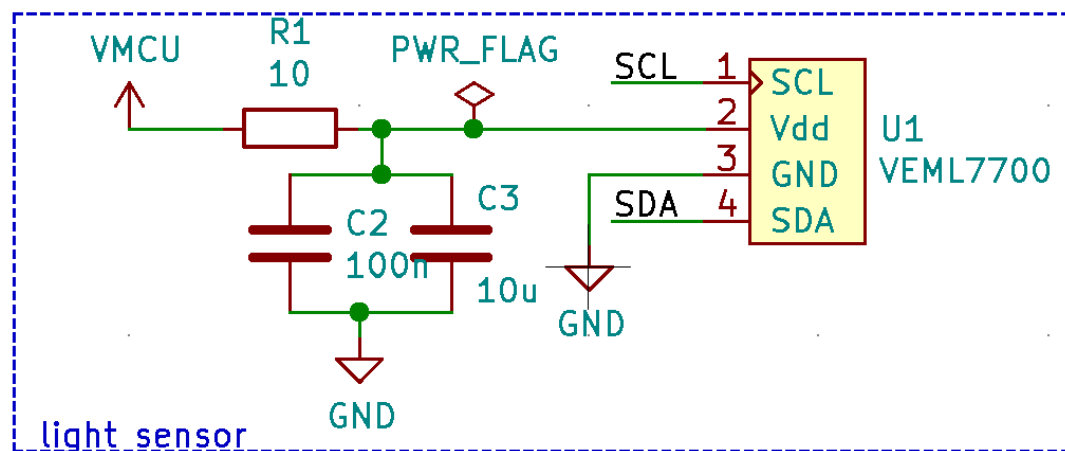 VMCU
R1
10
PWR_FLAG
SCL 1 SCL
2 Vdd
3 GND
SDA 4 SDA
U1
VEML7700
C2
100n
C3
10u
GND
GND
light sensor